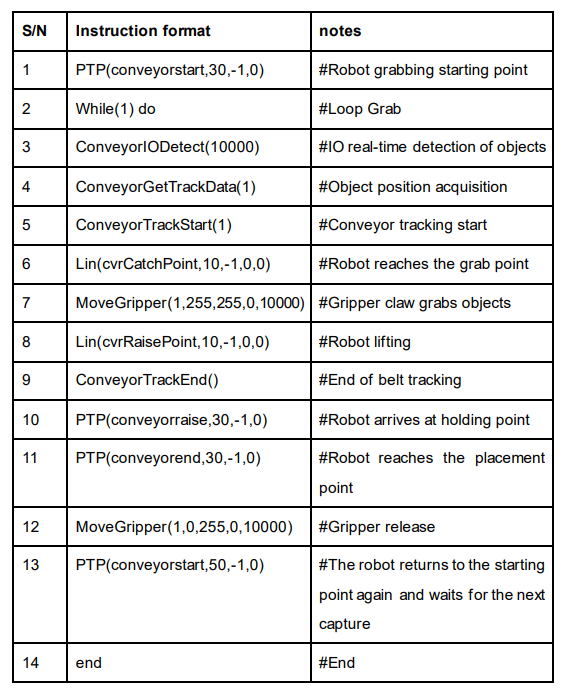 S/N Instruction format notes
1 PTP(conveyorstart,30,-1,0) #Robot grabbing starting point
2 While(1) do #Loop Grab
3 ConveyorIODetect(10000) #IO real-time detection of objects
4 ConveyorGetTrackData(1) #Object position acquisition
5 ConveyorTrackStart(1) #Conveyor tracking start
6 Lin(cvrCatchPoint,10,-1,0,0) #Robot reaches the grab point
7 MoveGripper(1,255,255,0,10000) #Gripper claw grabs objects
8 Lin(cvrRaisePoint,10,-1,0,0) #Robot lifting
9 ConveyorTrackEnd() #End of belt tracking
10 PTP(conveyorraise,30,-1,0) #Robot arrives at holding point
11 PTP(conveyorend,30,-1,0) #Robot reaches the placement
point
12 MoveGripper(1,0,255,0,10000) #Gripper release
13 PTP(conveyorstart,50,-1,0) #The robot returns to the starting
point again and waits for the next
capture
14 end #End